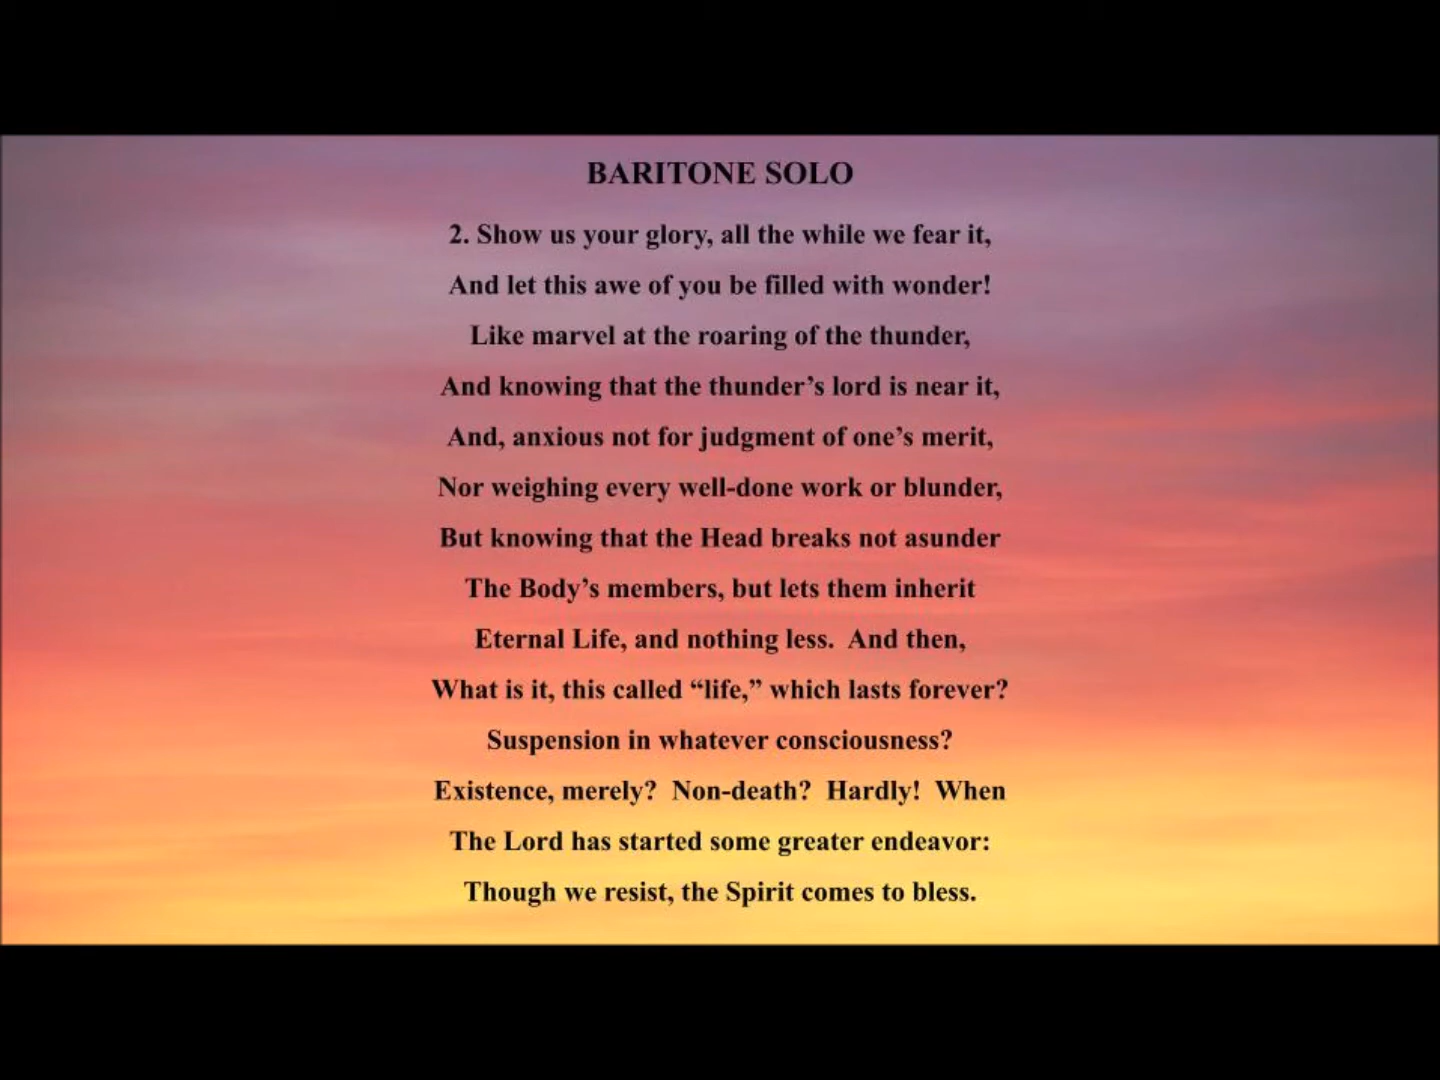 BARITONE SOLO
2. Show us your glory, all the while we fear it,
And let this awe of you be filled with wonder!
Like marvel at the roaring of the thunder,
And knowing that the thunder’s lord is near it,
And, anxious not for judgment of one’s merit,
Nor weighing every well-done work or blunder,
But knowing that the Head breaks not asunder
The Body’s members, but lets them inherit
Eternal Life, and nothing less.  And then,
What is it, this called “life,” which lasts forever?
Suspension in whatever consciousness?
Existence, merely?  Non-death?  Hardly!  When
The Lord has started some greater endeavor:
Though we resist, the Spirit comes to bless.